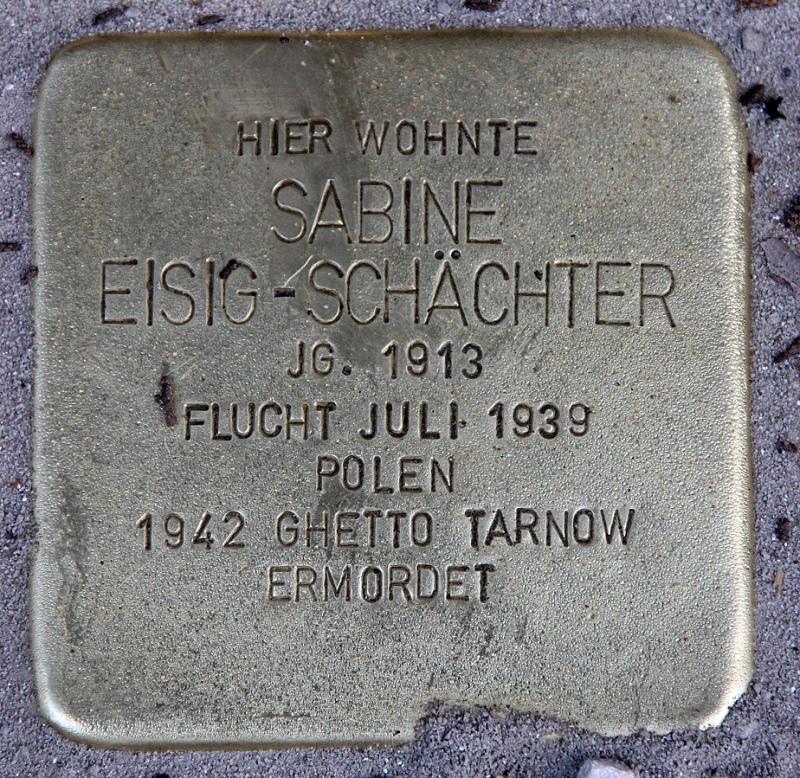 HIER WOHNTE
SABINE
EISIG-SCHÄCHTER
JG. 1913
FLUCHT JULI 1939
POLEN
1942 GHETTO TARNOW
ERMORDET